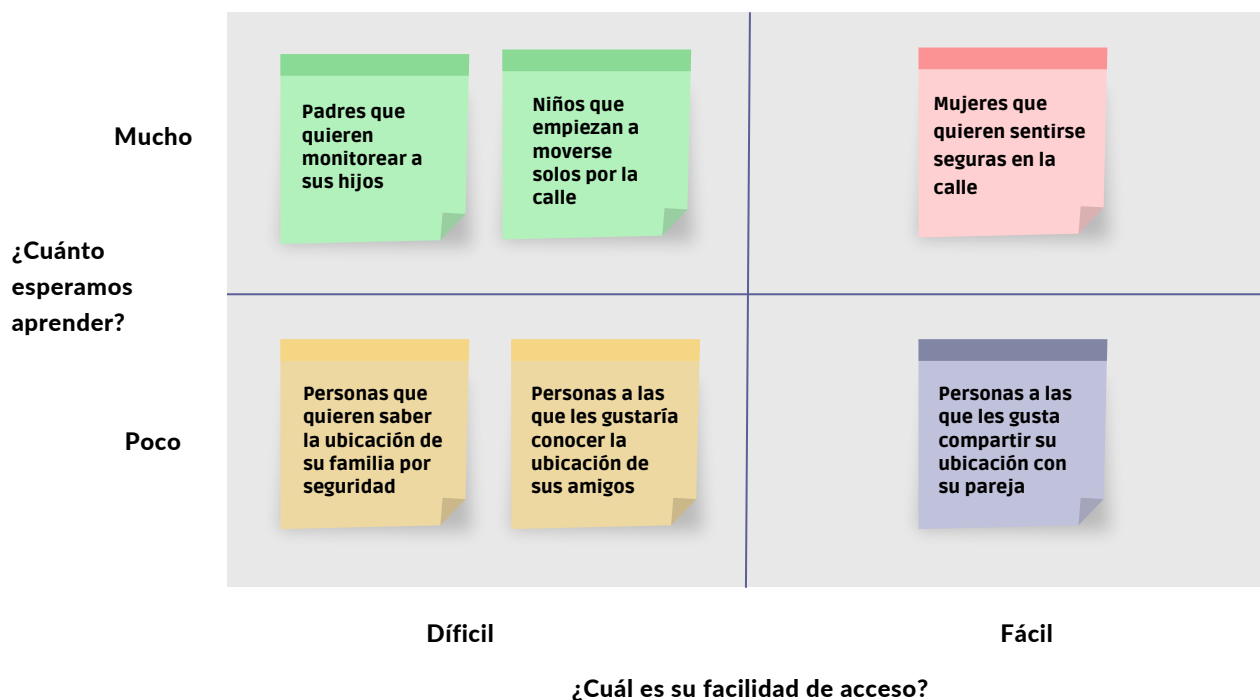 Mucho
Padres que
quieren
monitorear a
sus hijos
Niños que
empiezan a
moverse
solos por la
calle
Mujeres que
quieren sentirse
seguras en la
calle
¿Cuánto
esperamos
aprender?
Poco
Personas que
quieren saber
la ubicación de
su familia por
seguridad
Personas a las
que les gustaría
conocer la
ubicación de
sus amigos
Personas a las
que les gusta
compartir su
ubicación con
su pareja
Díficil
Fácil
¿Cuál es su facilidad de acceso?